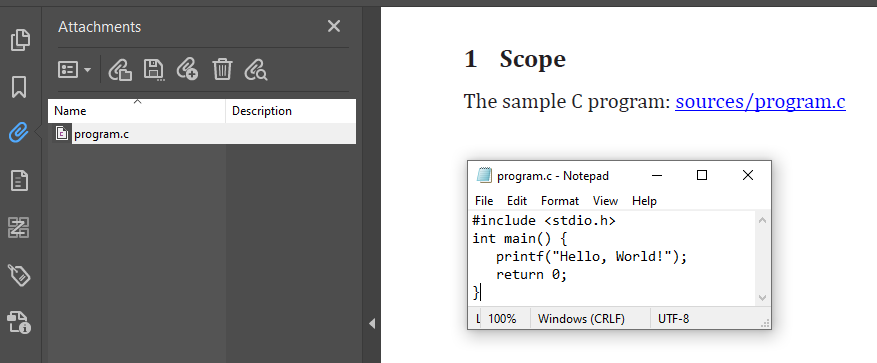 Attachments
Name Description
program.c
1 Scope
The sample C program: sources/program.c
program.c - Notepad
File Edit Format View Help
#include <stdio.h>
int main() {
   printf("Hello, World!");
   return 0;
}
100% Windows (CRLF) UTF-8